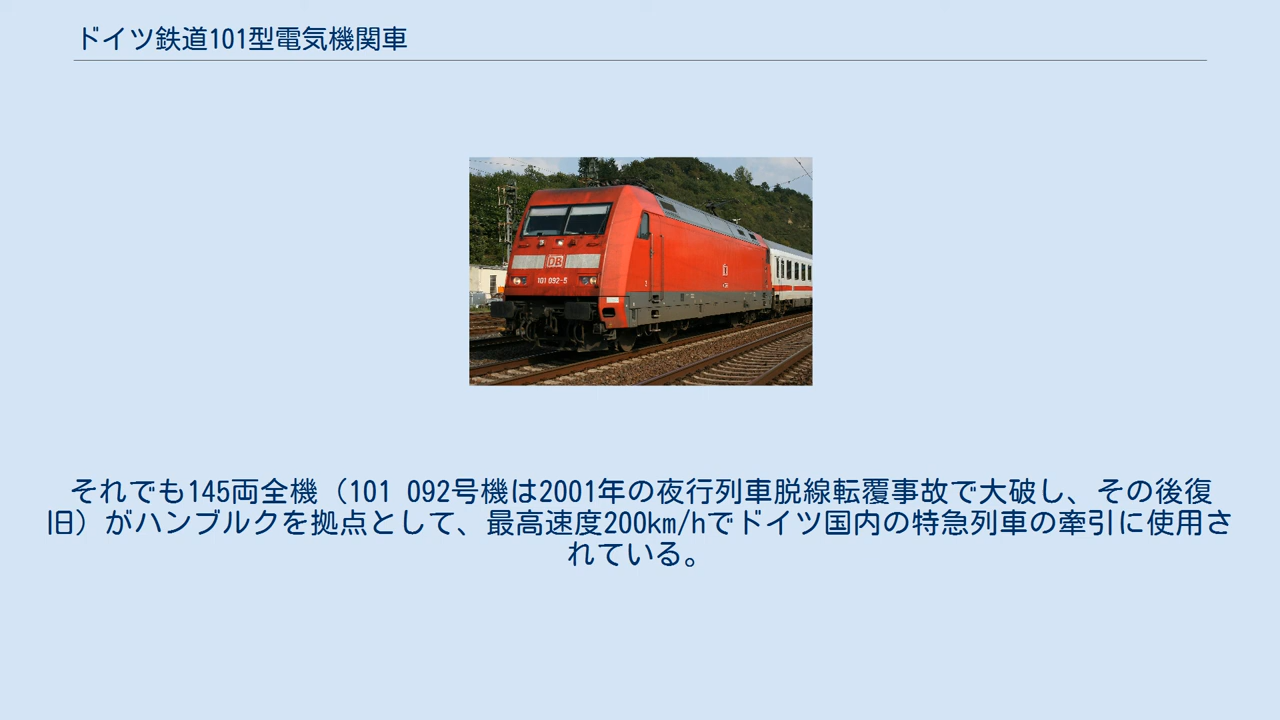 ドイツ鉄道101型電気機関車
DB
101 092-5
それでも145両全機（101 092号機は2001年の夜行列車脱線転覆事故で大破し、その後復
旧）がハンブルクを拠点として、最高速度200km/hでドイツ国内の特急列車の牽引に使用さ
れている。